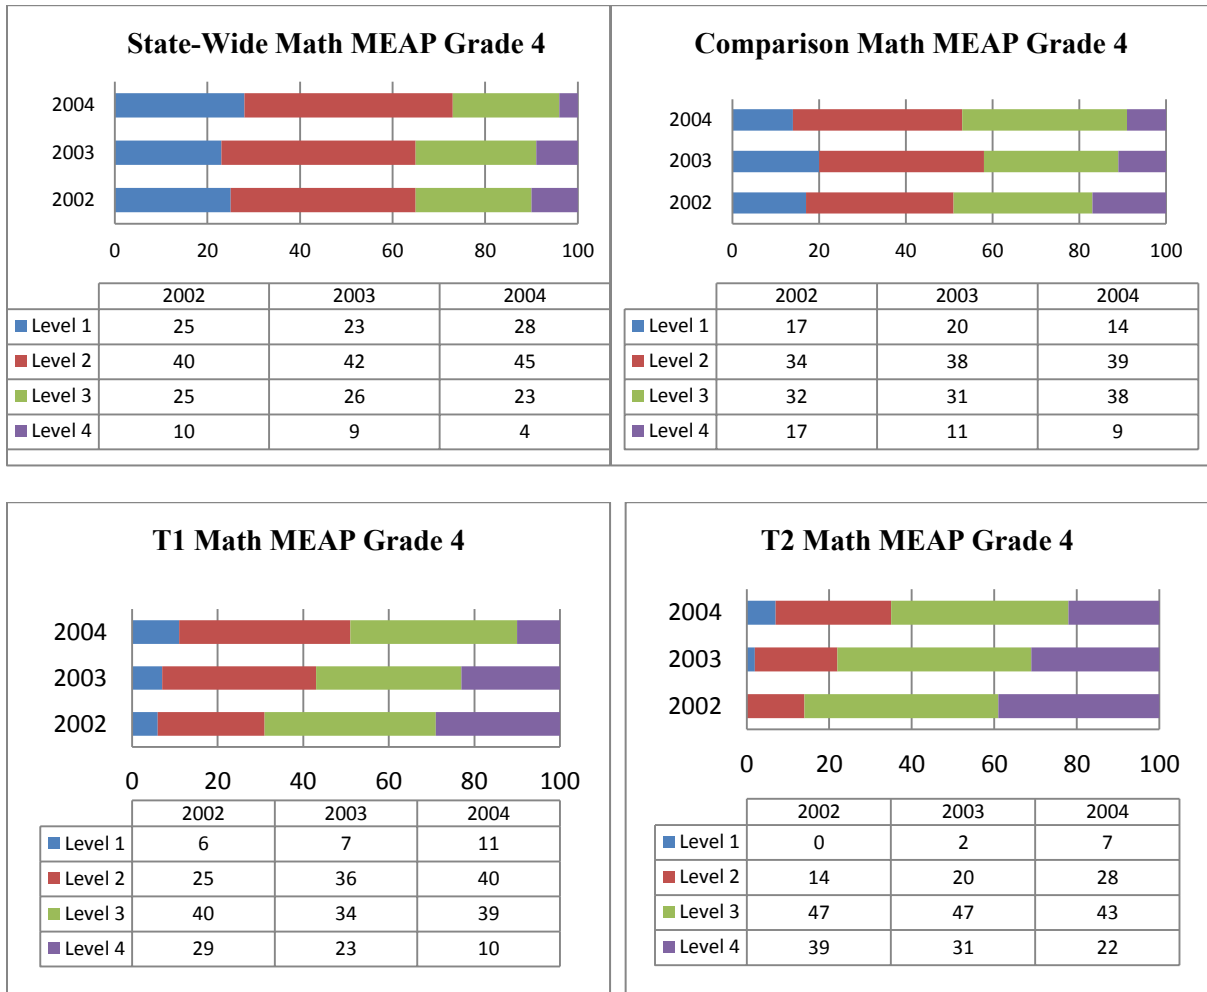 State-Wide Math MEAP Grade 4
2004
2003
2002
0 20 40 60 80 100
2002 2003 2004
Level 1 25 23 28
Level 2 40 42 45
Level 3 25 26 23
Level 4 10 9 4
Comparison Math MEAP Grade 4
2004
2003
2002
0 20 40 60 80 100
2002 2003 2004
Level 1 17 20 14
Level 2 34 38 39
Level 3 32 31 38
Level 4 17 11 9
T1 Math MEAP Grade 4
2004
2003
2002
0 20 40 60 80 100
2002 2003 2004
Level 1 6 7 11
Level 2 25 36 40
Level 3 40 34 39
Level 4 29 23 10
T2 Math MEAP Grade 4
2004
2003
2002
0 20 40 60 80 100
2002 2003 2004
Level 1 0 2 7
Level 2 14 20 28
Level 3 47 47 43
Level 4 39 31 22